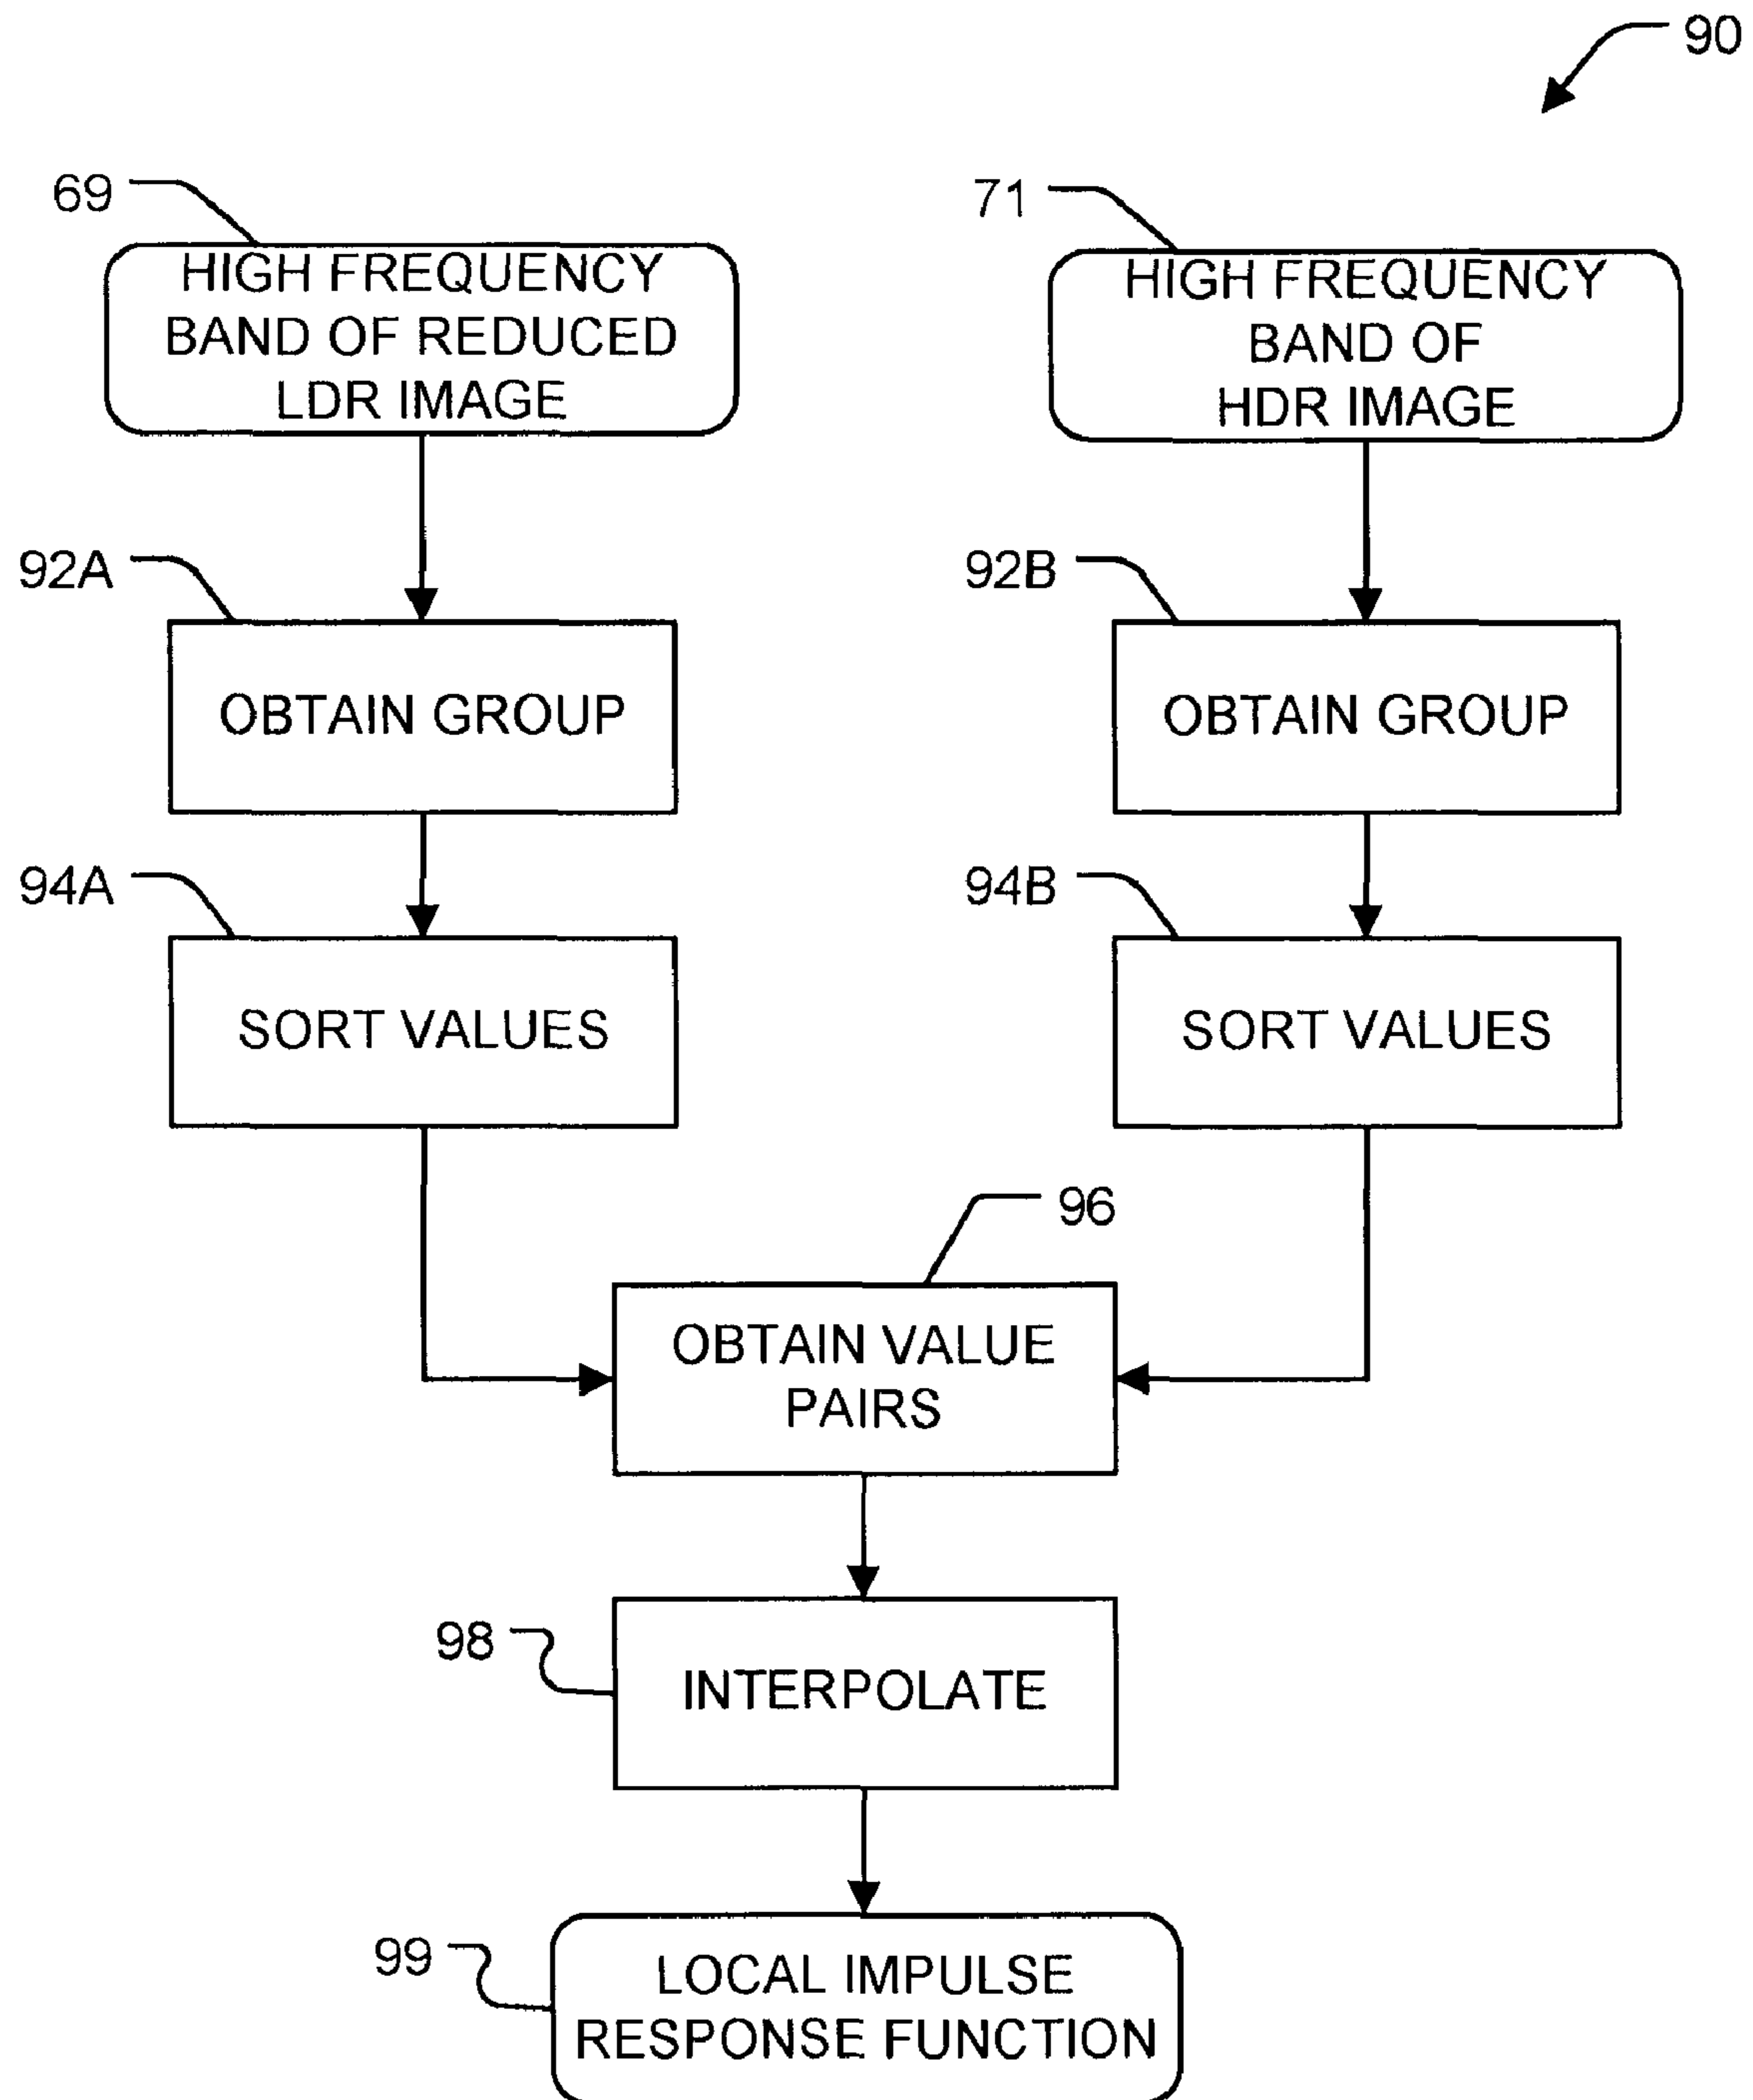 90
69
71
HIGH FREQUENCY
BAND OF REDUCED
LDR IMAGE
HIGH FREQUENCY
BAND OF
HDR IMAGE
92A
92B
OBTAIN GROUP
OBTAIN GROUP
94A
94B
SORT VALUES
SORT VALUES
96
OBTAIN VALUE
PAIRS
98
INTERPOLATE
99
LOCAL IMPULSE
RESPONSE FUNCTION